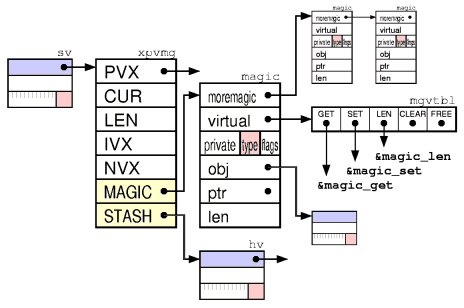 magic
moremagic
virtual
private type flags
obj
ptr
len
moremagic
virtual
private type flags
obj
ptr
len
sv
xpvmg
PVX
CUR
LEN
IVX
NVX
MAGIC
STASH
magic
moremagic
virtual
private type flags
obj
ptr
len
mgvtbl
GET SET LEN CLEAR FREE
&magic_len
&magic_set
&magic_get
hv